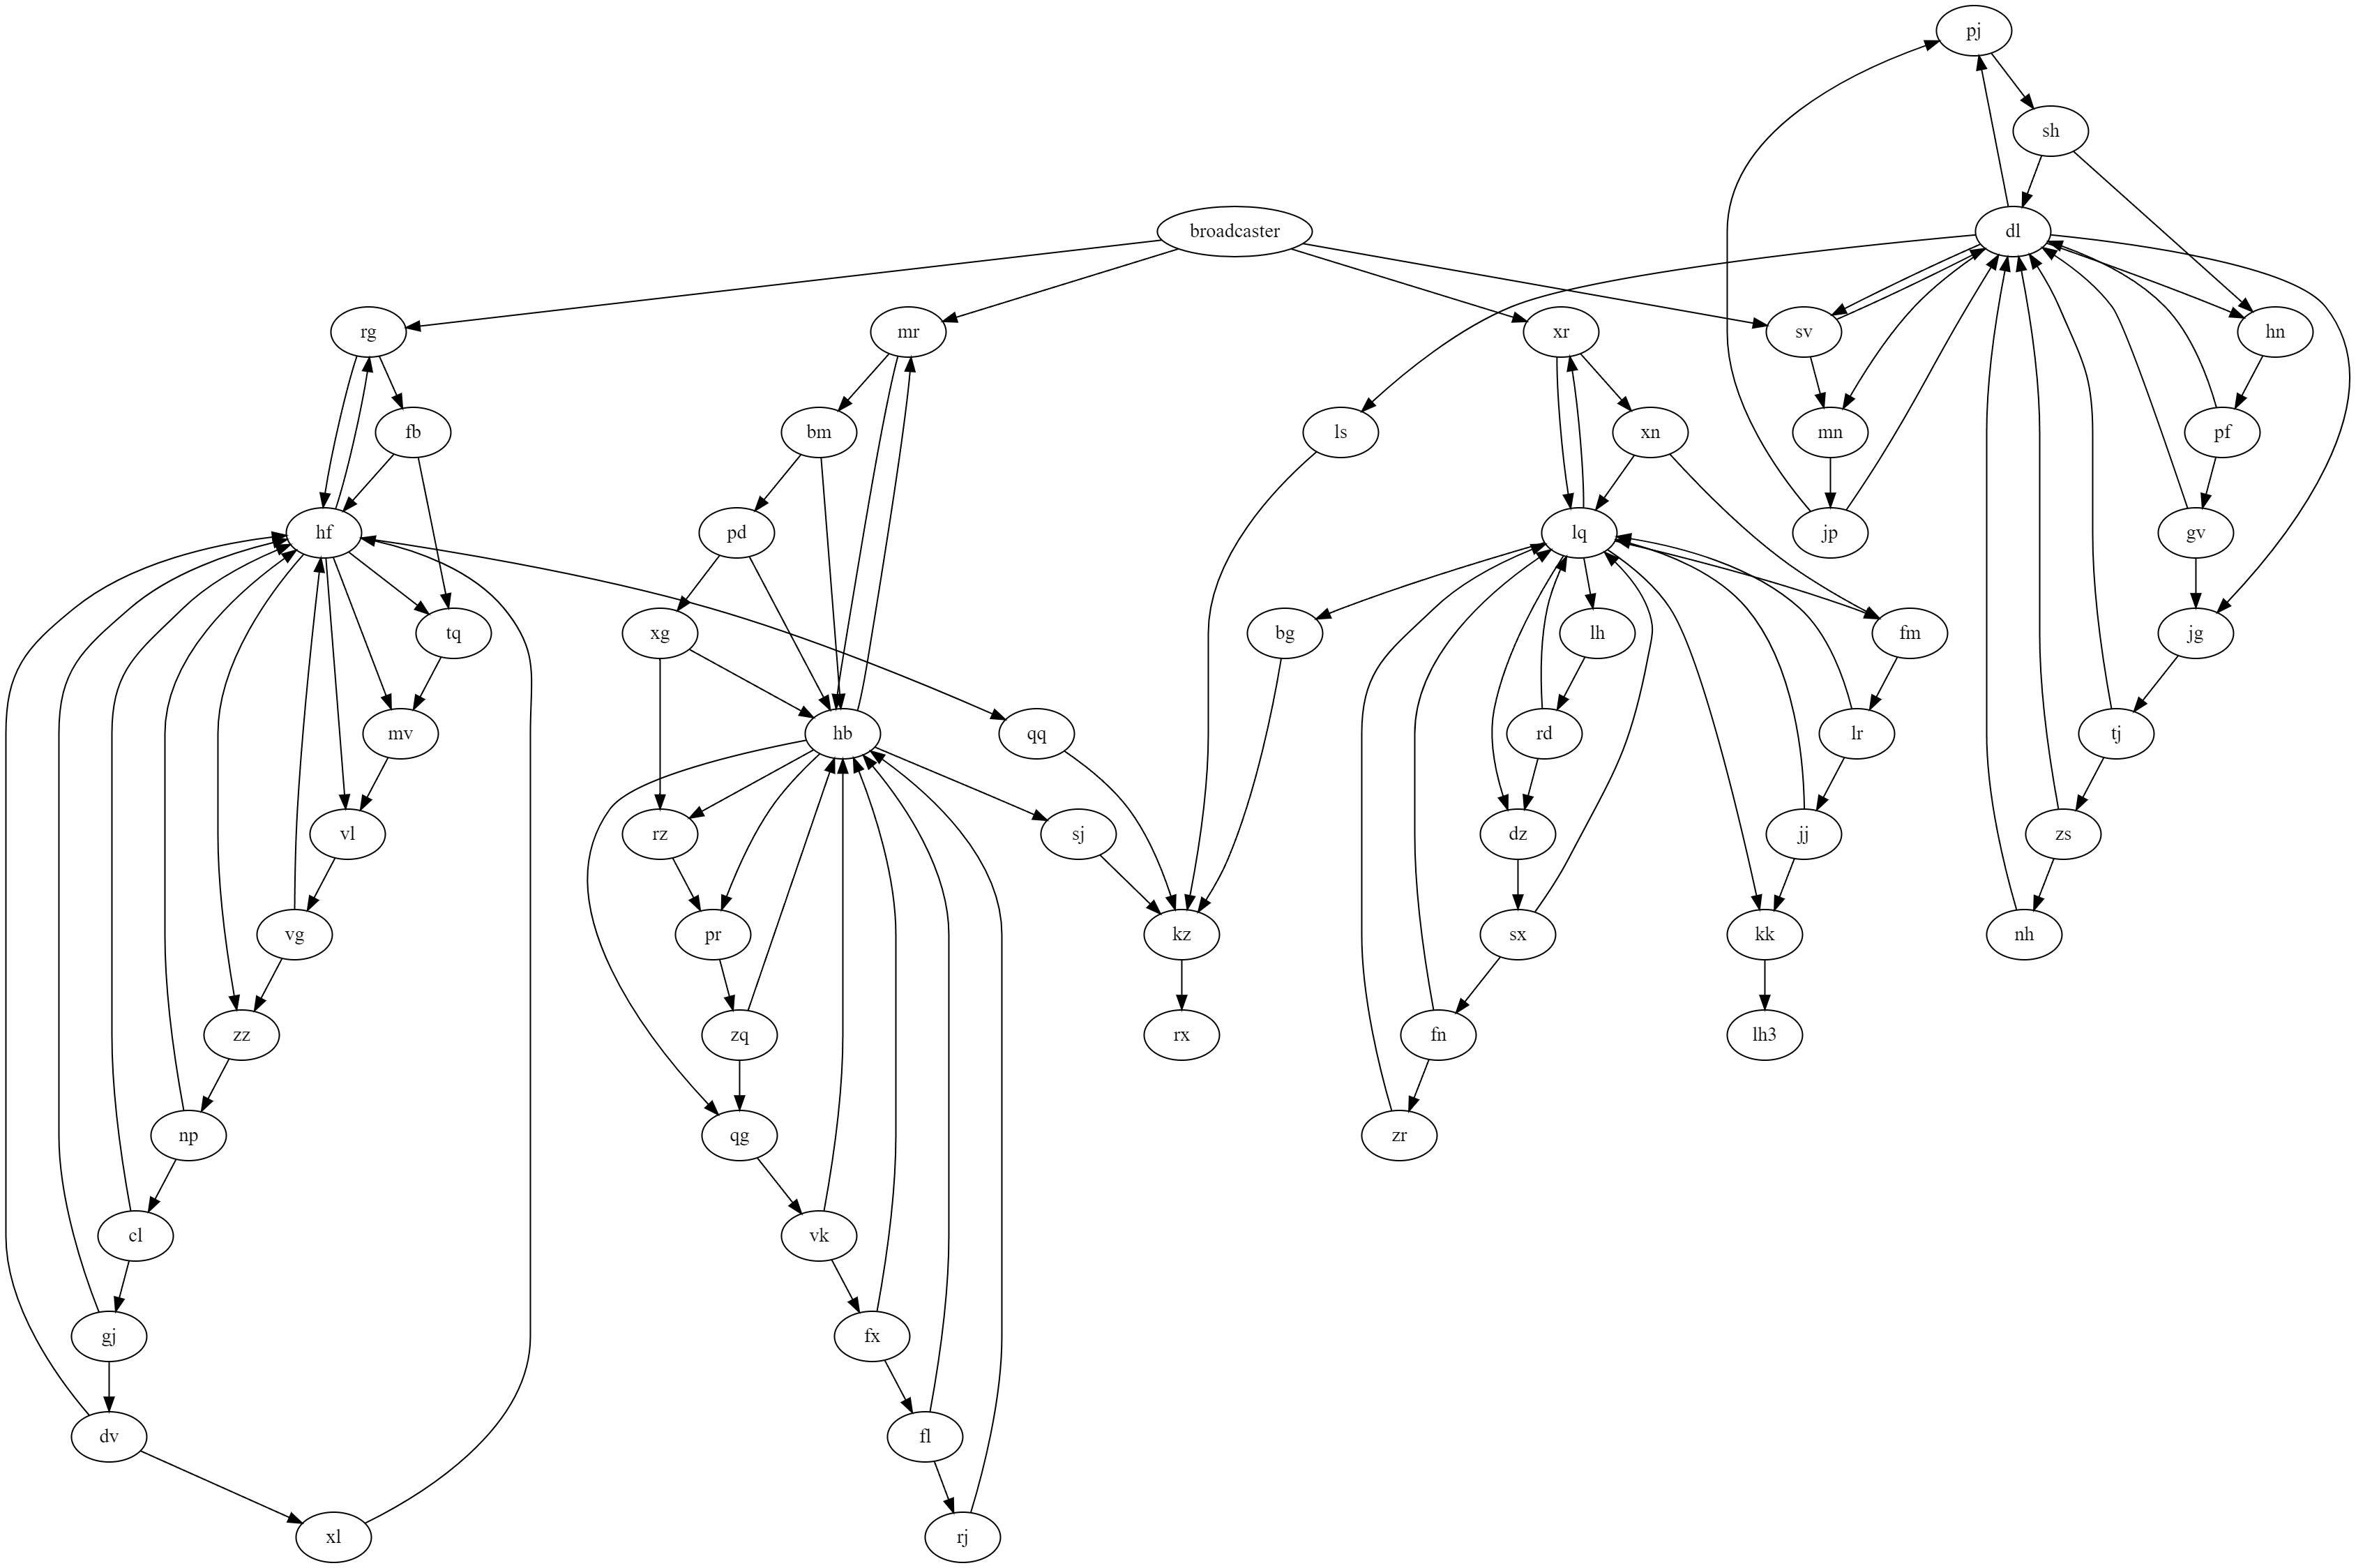 pj
sh
broadcaster
dl
rg
mr
xr
sv
hn
fb
bm
ls
xn
mn
pf
hf
pd
lq
jp
gv
tq
xg
bg
lh
fm
jg
mv
hb
qq
rd
lr
tj
vl
rz
sj
dz
jj
zs
vg
pr
kz
sx
kk
nh
zz
zq
rx
fn
lh3
np
qg
zr
cl
vk
gj
fx
dv
fl
xl
rj